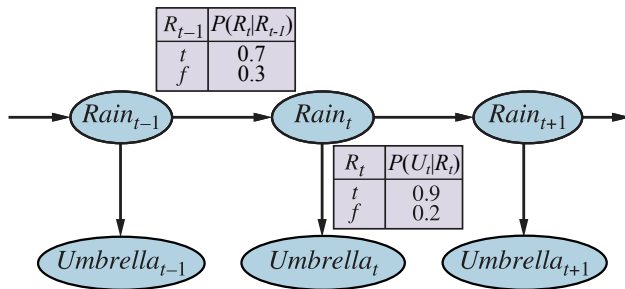 R_{t–1} P(R_t|R_{t-1})
t 0.7
f 0.3
Rain_{t–1} Rain_t Rain_{t+1}
R_t P(U_t|R_t)
t 0.9
f 0.2
Umbrella_{t–1} Umbrella_t Umbrella_{t+1}